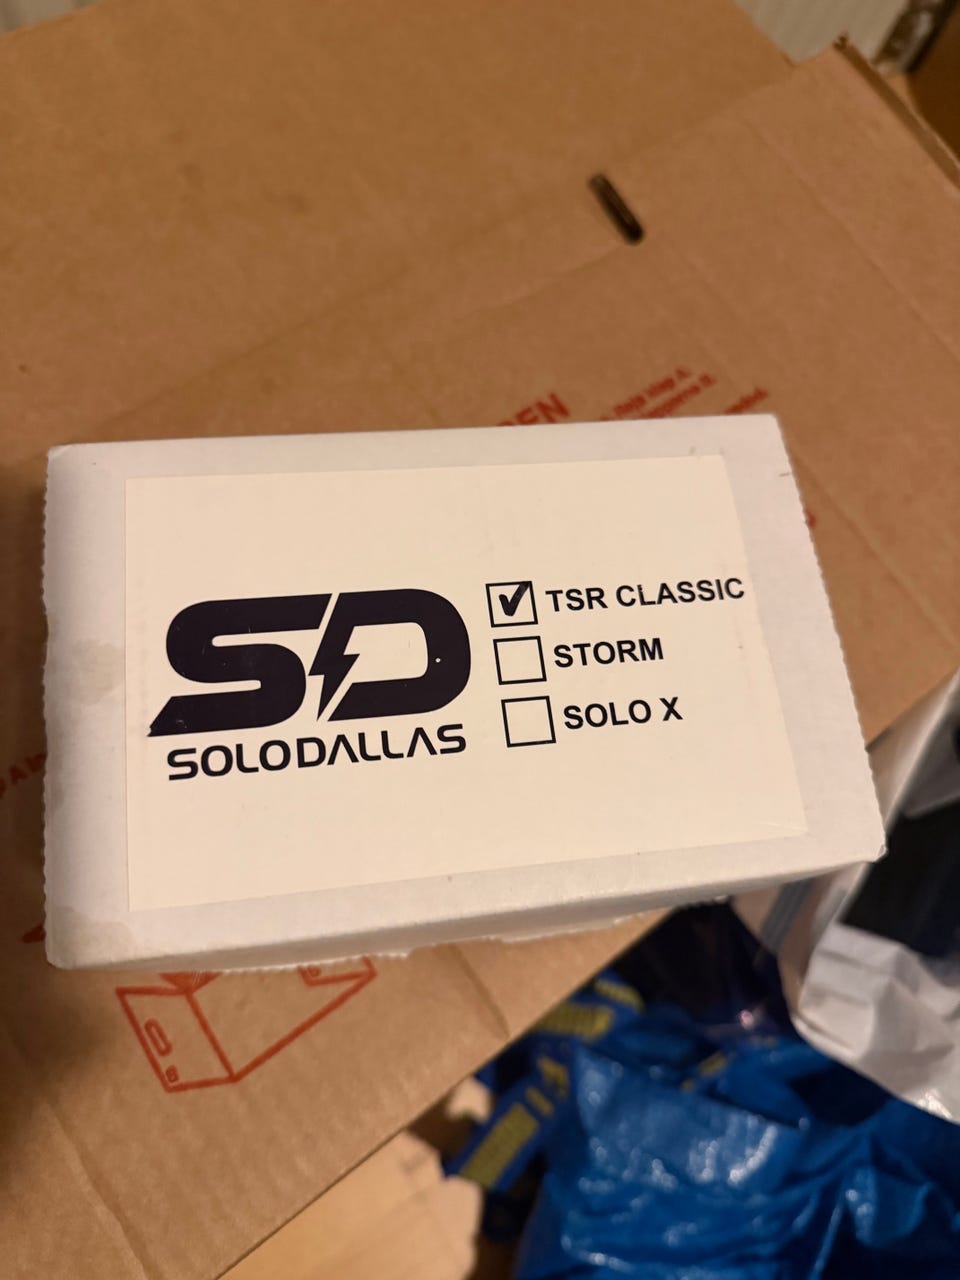 SD
SOLODALLAS
TSR CLASSIC
STORM
SOLO X